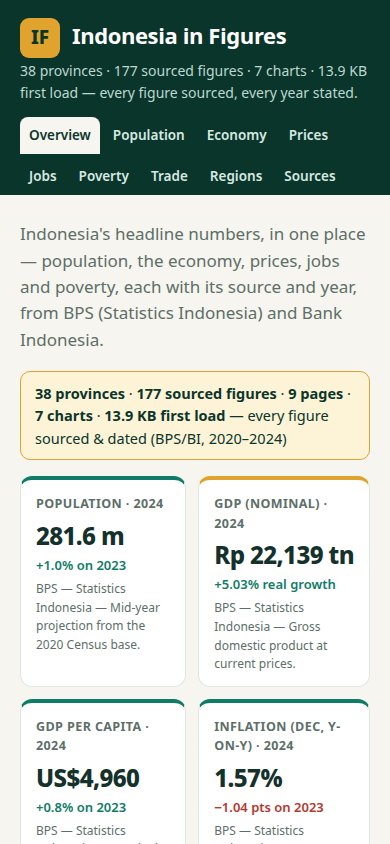 IF Indonesia in Figures
38 provinces · 177 sourced figures · 7 charts · 13.9 KB
first load — every figure sourced, every year stated.
Overview Population Economy Prices
Jobs Poverty Trade Regions Sources
Indonesia's headline numbers, in one place
— population, the economy, prices, jobs
and poverty, each with its source and year,
from BPS (Statistics Indonesia) and Bank
Indonesia.
38 provinces · 177 sourced figures · 9 pages ·
7 charts · 13.9 KB first load — every figure
sourced & dated (BPS/BI, 2020–2024)
POPULATION · 2024
281.6 m
+1.0% on 2023
BPS — Statistics
Indonesia — Mid-year
projection from the
2020 Census base.
GDP (NOMINAL) ·
2024
Rp 22,139 tn
+5.03% real growth
BPS — Statistics
Indonesia — Gross
domestic product at
current prices.
GDP PER CAPITA ·
2024
US$4,960
+0.8% on 2023
BPS — Statistics
INFLATION (DEC, Y-
ON-Y) · 2024
1.57%
−1.04 pts on 2023
BPS — Statistics